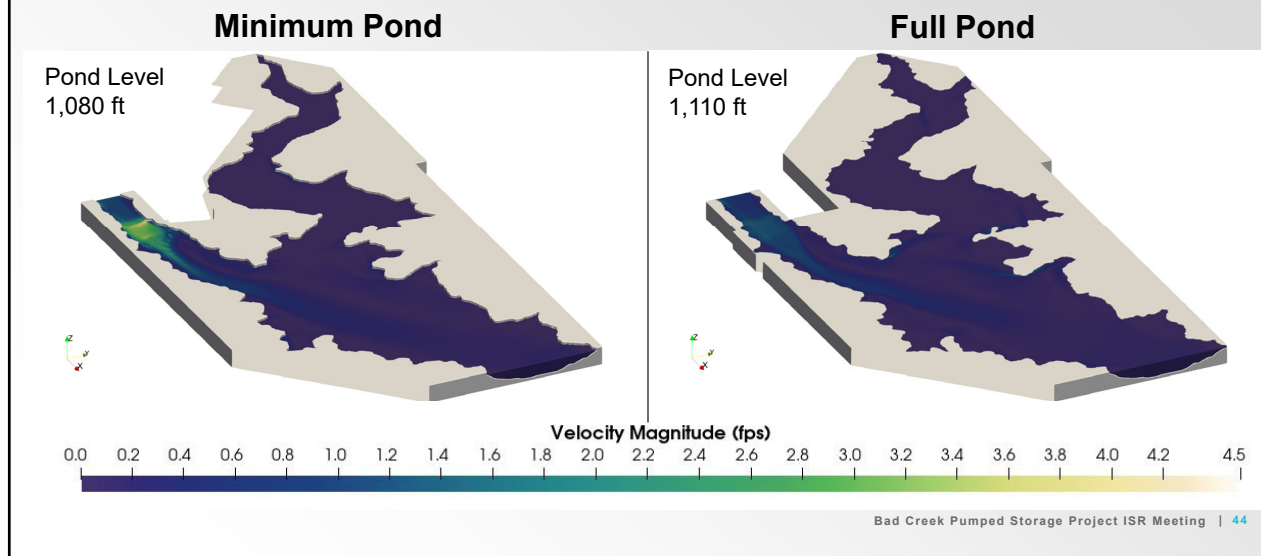 Minimum Pond
Full Pond
Pond Level
1,080 ft
Pond Level
1,110 ft
Z
Y
X
Z
Y
X
Velocity Magnitude (fps)
0.0 0.2 0.4 0.6 0.8 1.0 1.2 1.4 1.6 1.8 2.0 2.2 2.4 2.6 2.8 3.0 3.2 3.4 3.6 3.8 4.0 4.2 4.5
Bad Creek Pumped Storage Project ISR Meeting | 44